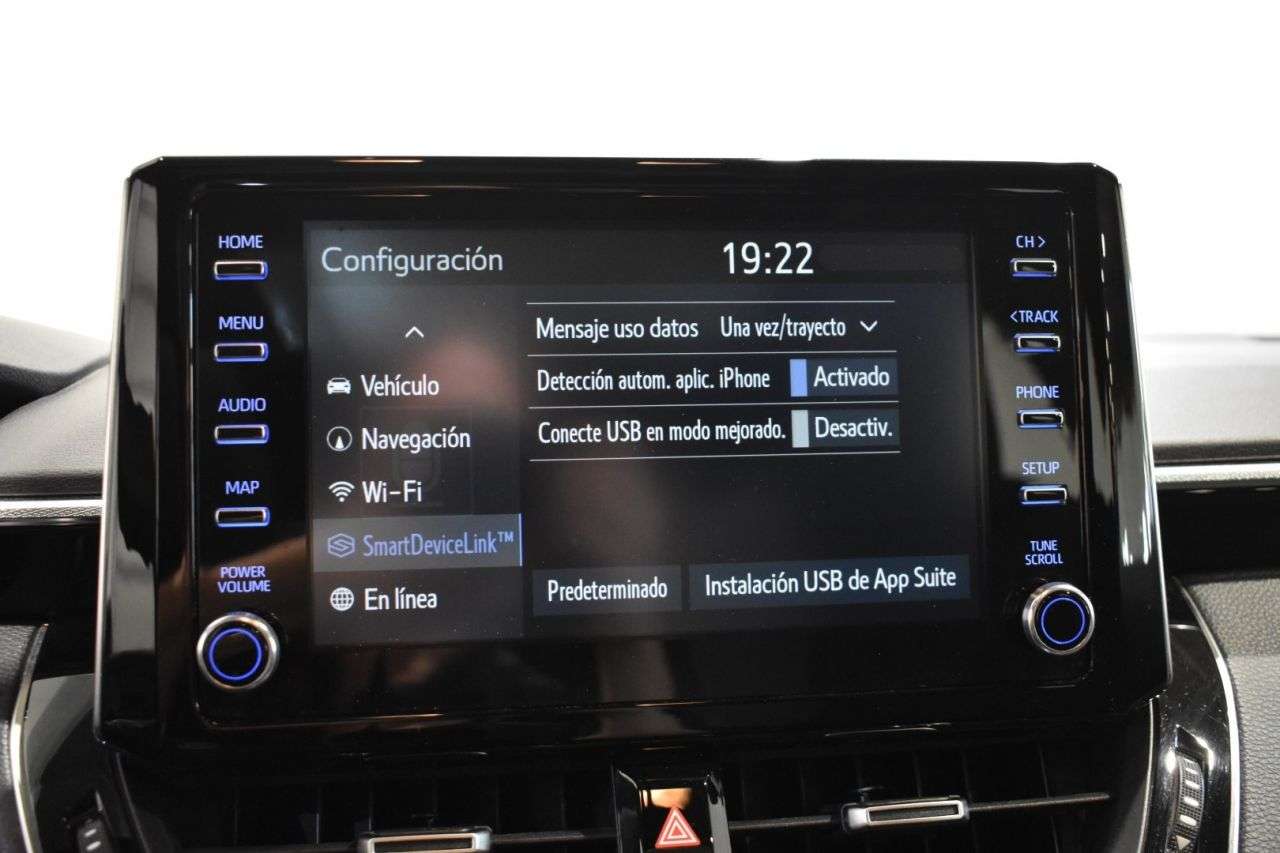 HOME
MENU
AUDIO
MAP
POWER
VOLUME
Configuración
19:22
Vehículo
Navegación
Wi-Fi
SmartDeviceLink™
En línea
Mensaje uso datos Una vez/trayecto
Detección autom. aplic. iPhone Activado
Conecte USB en modo mejorado. Desactiv.
Predeterminado
Instalación USB de App Suite
CH >
< TRACK
PHONE
SETUP
TUNE
SCROLL